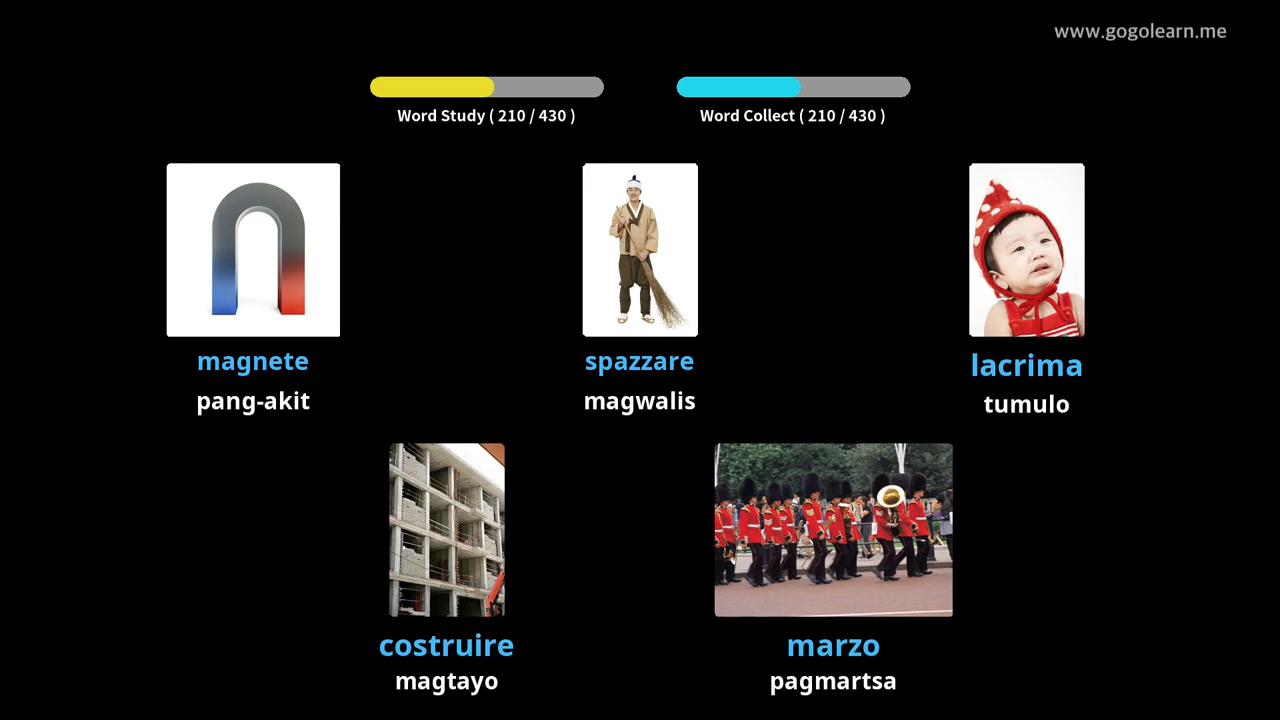 www.gogolearn.me
Word Study ( 210 / 430 )
Word Collect ( 210 / 430 )
magnete
pang-akit
spazzare
magwalis
lacrima
tumulo
costruire
magtayo
marzo
pagmartsa